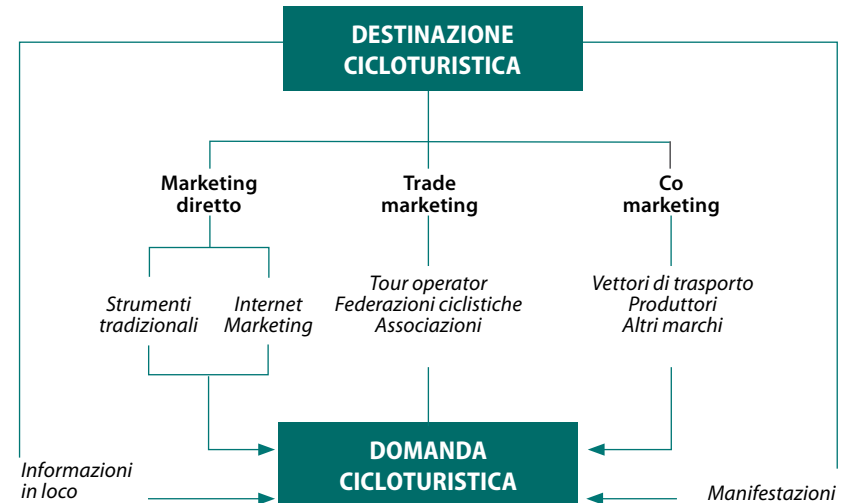 DESTINAZIONE
CICLOTURISTICA
Marketing
diretto
Trade
marketing
Co
marketing
Strumenti
tradizionali
Internet
Marketing
Tour operator
Federazioni ciclistiche
Associazioni
Vettori di trasporto
Produttori
Altri marchi
DOMANDA
CICLOTURISTICA
Informazioni
in loco
Manifestazioni